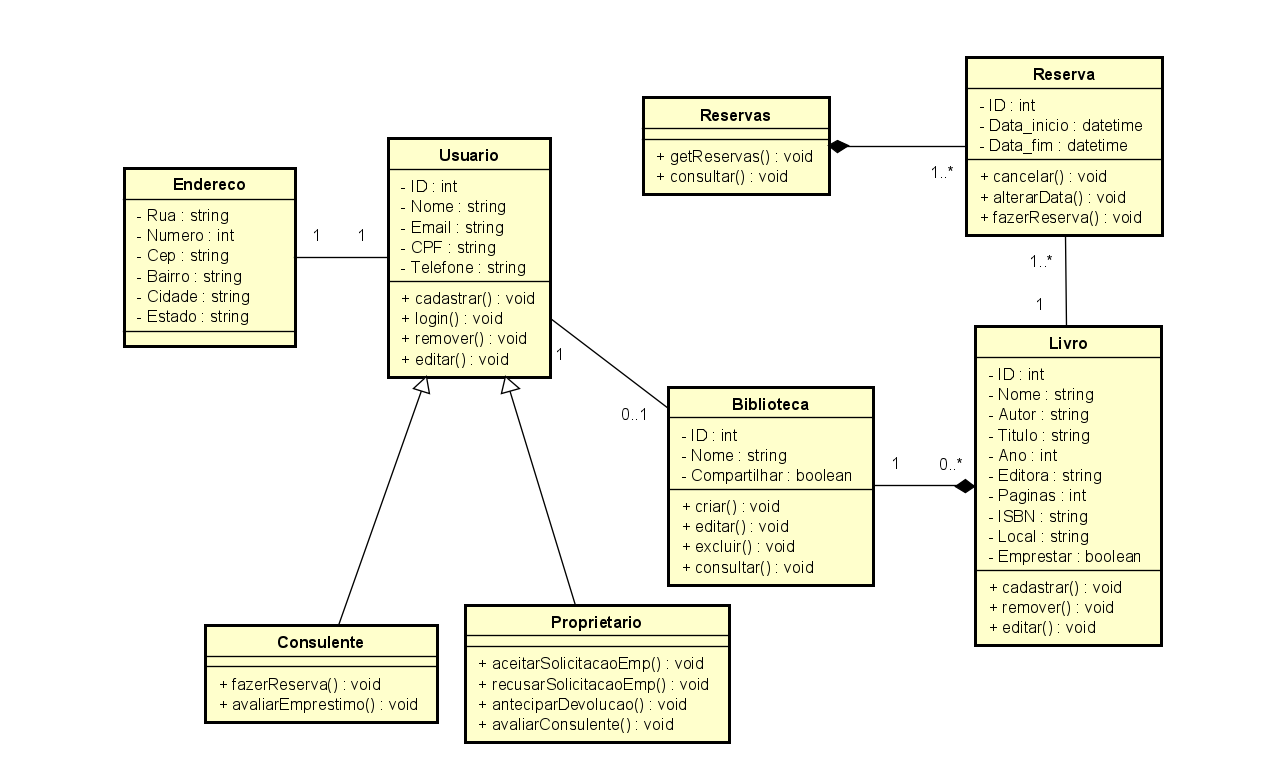 Reserva
- ID : int
- Data_inicio : datetime
- Data_fim : datetime
+ cancelar() : void
+ alterarData() : void
+ fazerReserva() : void
Reservas
+ getReservas() : void
+ consultar() : void
1..*
Usuario
- ID : int
- Nome : string
- Email : string
- CPF : string
- Telefone : string
+ cadastrar() : void
+ login() : void
+ remover() : void
+ editar() : void
Endereco
- Rua : string
- Numero : int
- Cep : string
- Bairro : string
- Cidade : string
- Estado : string
1
1
1..*
1
1
0..1
Livro
- ID : int
- Nome : string
- Autor : string
- Titulo : string
- Ano : int
- Editora : string
- Paginas : int
- ISBN : string
- Local : string
- Emprestar : boolean
+ cadastrar() : void
+ remover() : void
+ editar() : void
Biblioteca
- ID : int
- Nome : string
- Compartilhar : boolean
+ criar() : void
+ editar() : void
+ excluir() : void
+ consultar() : void
1
0..*
Consulente
+ fazerReserva() : void
+ avaliarEmprestimo() : void
Proprietario
+ aceitarSolicitacaoEmp() : void
+ recusarSolicitacaoEmp() : void
+ anteciparDevolucao() : void
+ avaliarConsulente() : void